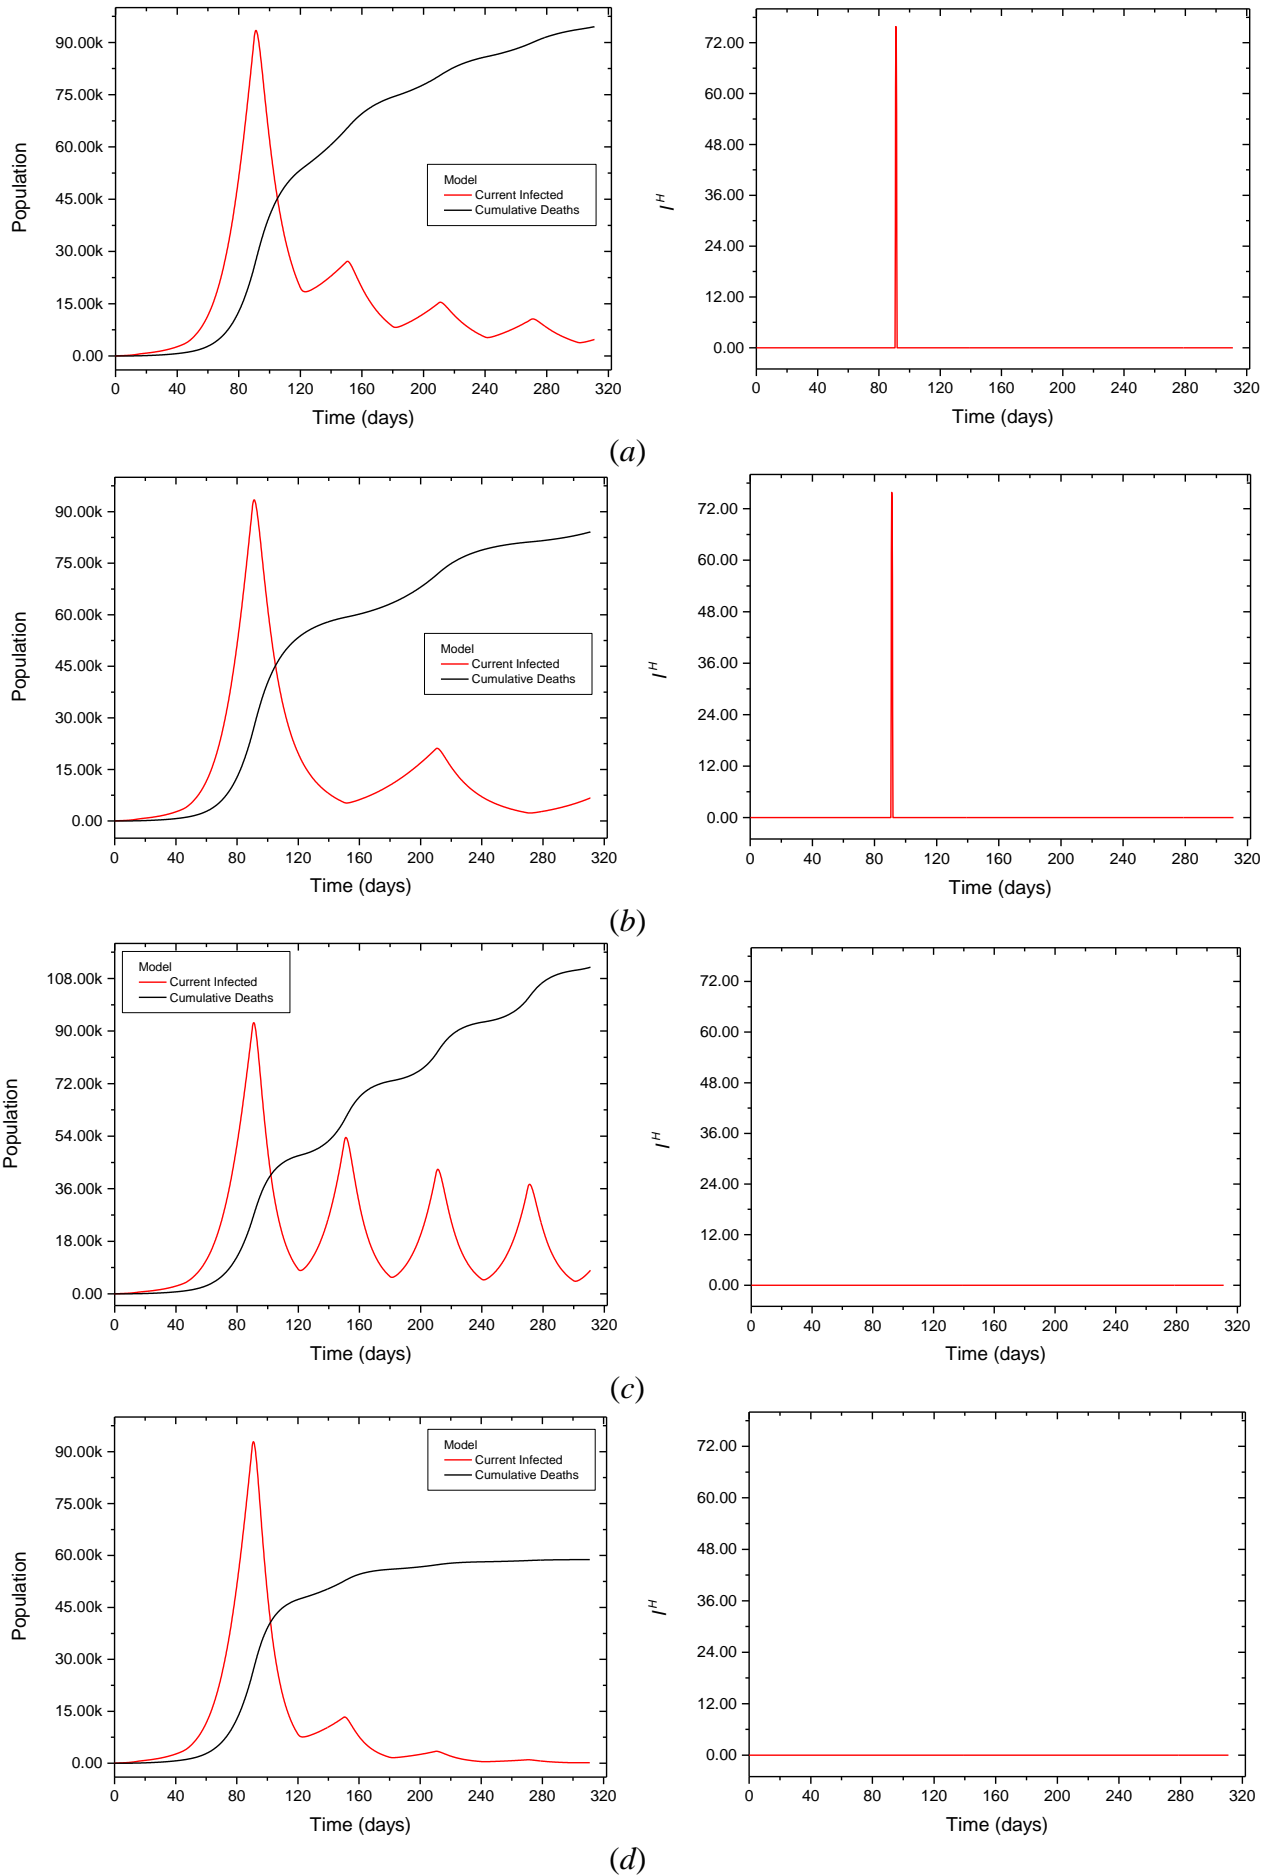 90.00k
75.00k
60.00k
45.00k
30.00k
15.00k
0.00
Population
Model
Current Infected
Cumulative Deaths
0 40 80 120 160 200 240 280 320
Time (days)
72.00
60.00
48.00
36.00
24.00
12.00
0.00
I^H
0 40 80 120 160 200 240 280 320
Time (days)
(a)
90.00k
75.00k
60.00k
45.00k
30.00k
15.00k
0.00
Population
Model
Current Infected
Cumulative Deaths
0 40 80 120 160 200 240 280 320
Time (days)
72.00
60.00
48.00
36.00
24.00
12.00
0.00
I^H
0 40 80 120 160 200 240 280 320
Time (days)
(b)
108.00k
90.00k
72.00k
54.00k
36.00k
18.00k
0.00
Population
Model
Current Infected
Cumulative Deaths
0 40 80 120 160 200 240 280 320
Time (days)
72.00
60.00
48.00
36.00
24.00
12.00
0.00
I^H
0 40 80 120 160 200 240 280 320
Time (days)
(c)
90.00k
75.00k
60.00k
45.00k
30.00k
15.00k
0.00
Population
Model
Current Infected
Cumulative Deaths
0 40 80 120 160 200 240 280 320
Time (days)
72.00
60.00
48.00
36.00
24.00
12.00
0.00
I^H
0 40 80 120 160 200 240 280 320
Time (days)
(d)